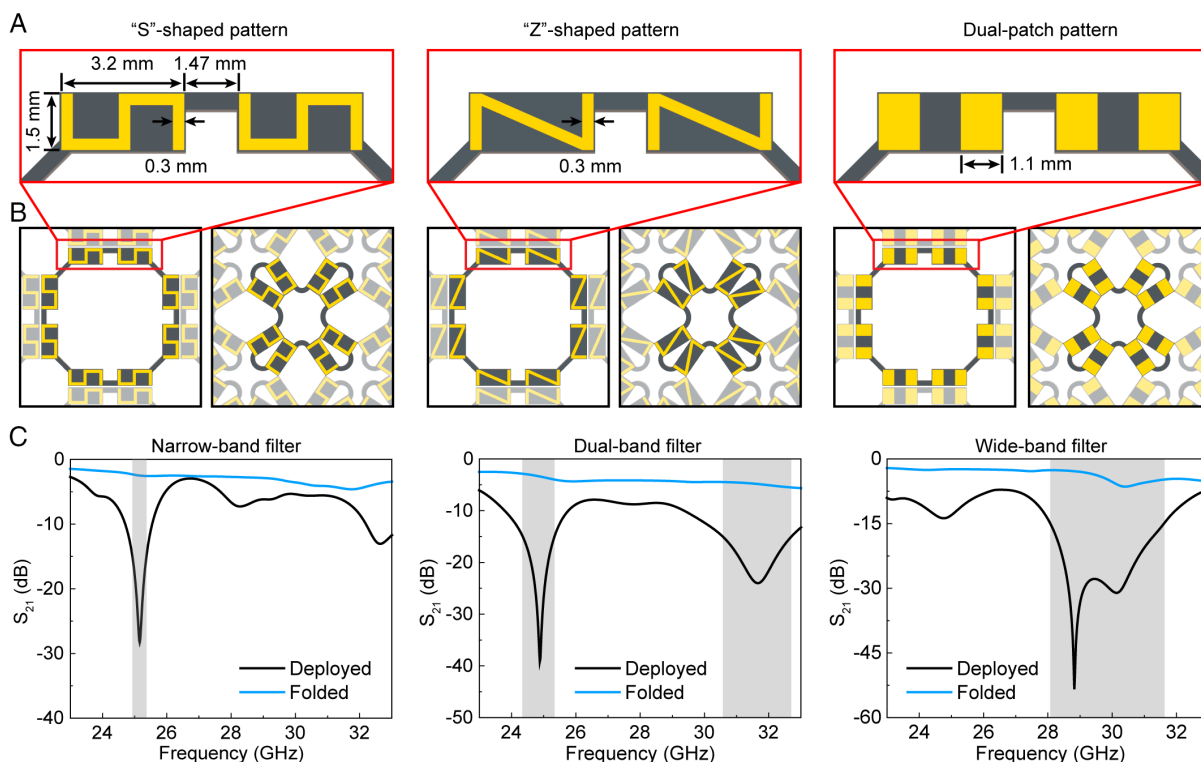 A
“S”-shaped pattern
“Z”-shaped pattern
Dual-patch pattern
3.2 mm
1.47 mm
1.5 mm
0.3 mm
0.3 mm
1.1 mm
B
C
Narrow-band filter
0
-10
-20
-30
-40
S21 (dB)
Deployed
Folded
24 26 28 30 32
Frequency (GHz)
Dual-band filter
0
-10
-20
-30
-40
-50
S21 (dB)
Deployed
Folded
24 26 28 30 32
Frequency (GHz)
Wide-band filter
0
-15
-30
-45
-60
S21 (dB)
Deployed
Folded
24 26 28 30 32
Frequency (GHz)